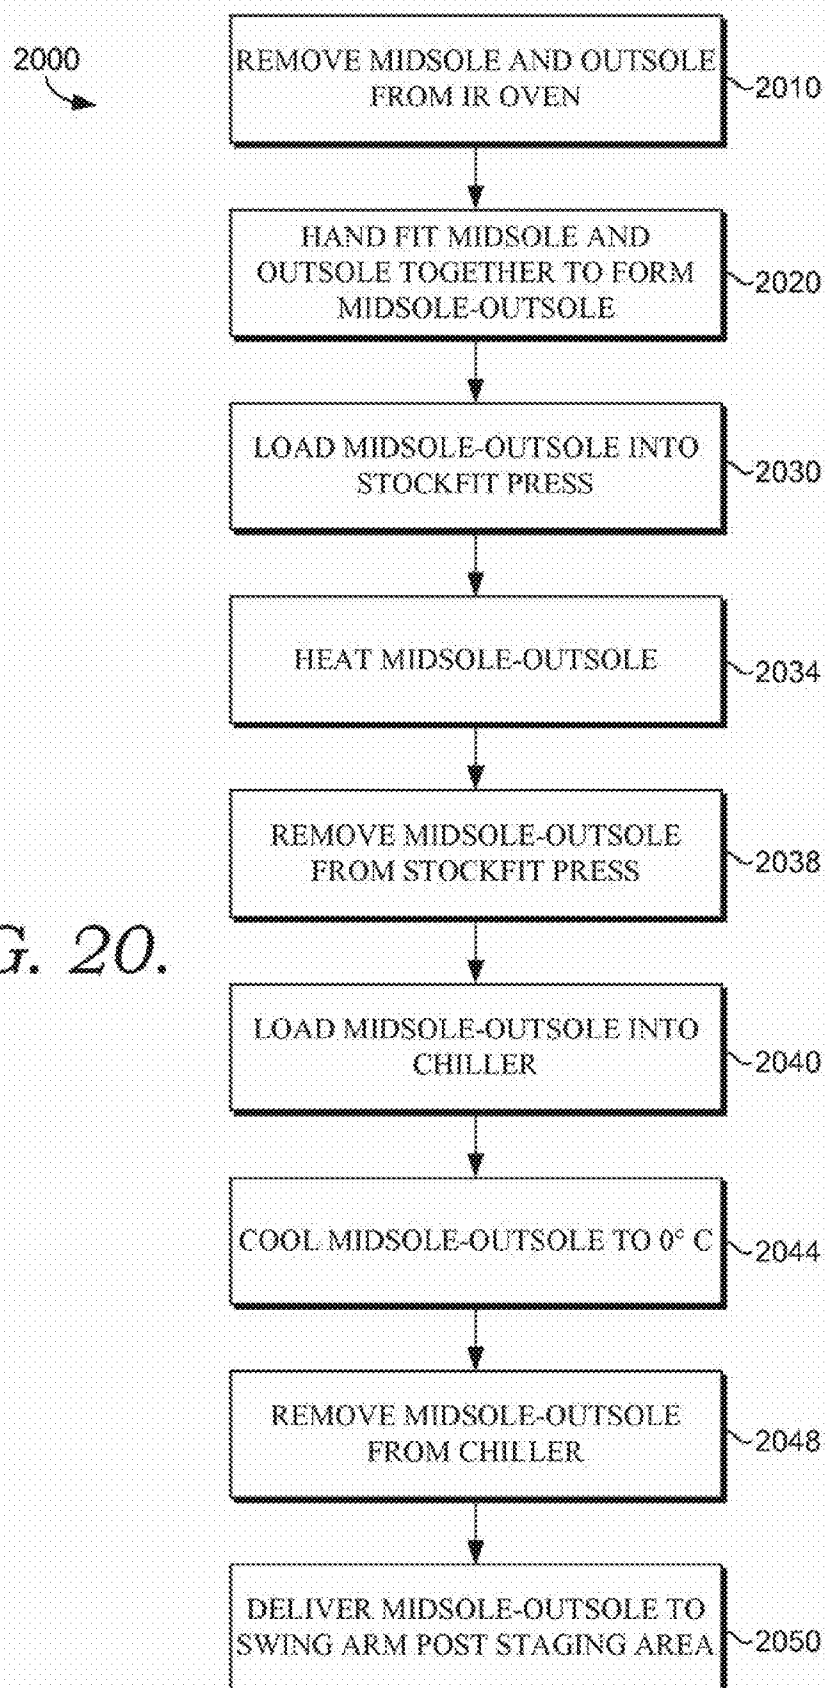 2000
REMOVE MIDSOLE AND OUTSOLE
FROM IR OVEN
2010
HAND FIT MIDSOLE AND
OUTSOLE TOGETHER TO FORM
MIDSOLE-OUTSOLE
2020
LOAD MIDSOLE-OUTSOLE INTO
STOCKFIT PRESS
2030
HEAT MIDSOLE-OUTSOLE
2034
REMOVE MIDSOLE-OUTSOLE
FROM STOCKFIT PRESS
2038
G. 20.
LOAD MIDSOLE-OUTSOLE INTO
CHILLER
2040
COOL MIDSOLE-OUTSOLE TO 0° C
2044
REMOVE MIDSOLE-OUTSOLE
FROM CHILLER
2048
DELIVER MIDSOLE-OUTSOLE TO
SWING ARM POST STAGING AREA
2050